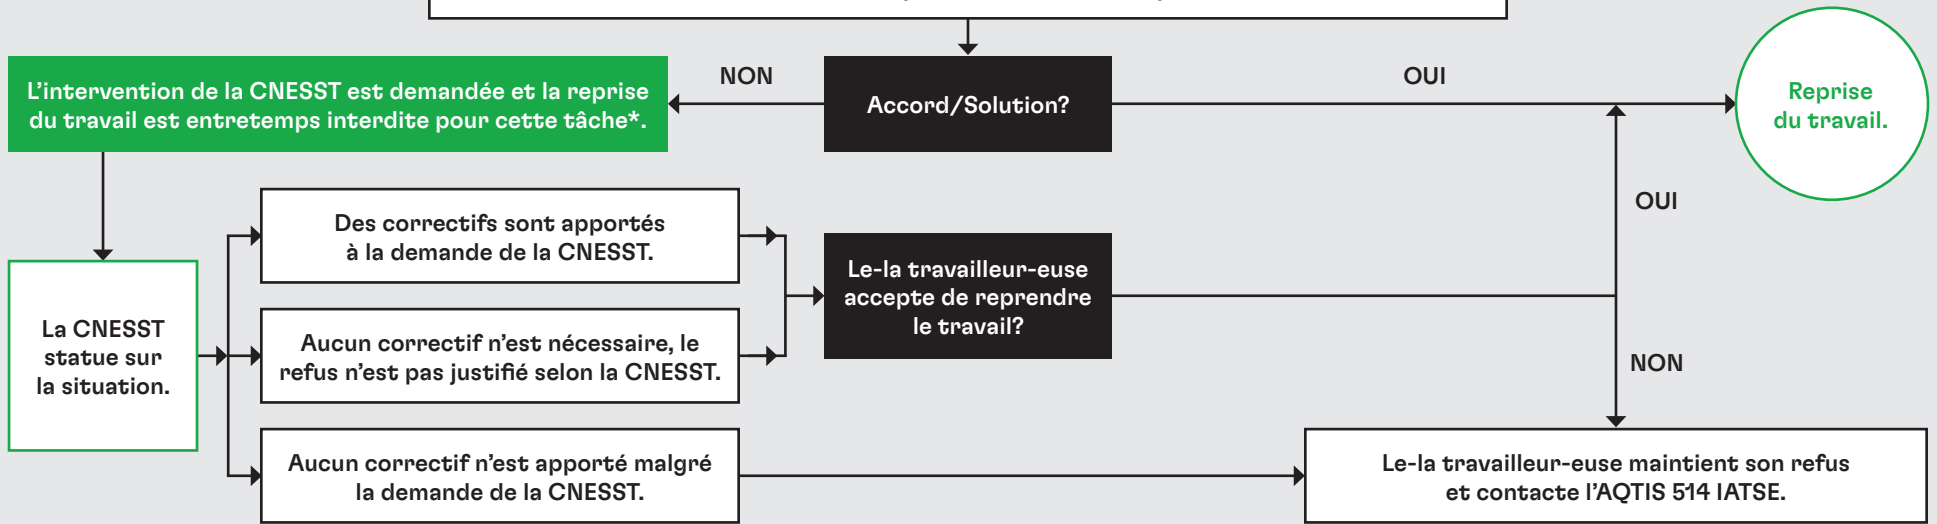 NON
OUI
L'intervention de la CNESST est demandée et la reprise
du travail est entretemps interdite pour cette tâche*.
Accord/Solution?
Reprise
du travail.
OUI
Des correctifs sont apportés
à la demande de la CNESST.
Le-la travailleur-euse
accepte de reprendre
le travail?
La CNESST
statue sur
la situation.
Aucun correctif n'est nécessaire, le
refus n'est pas justifié selon la CNESST.
NON
Aucun correctif n'est apporté malgré
la demande de la CNESST.
Le-la travailleur-euse maintient son refus
et contacte l'AQTIS 514 IATSE.